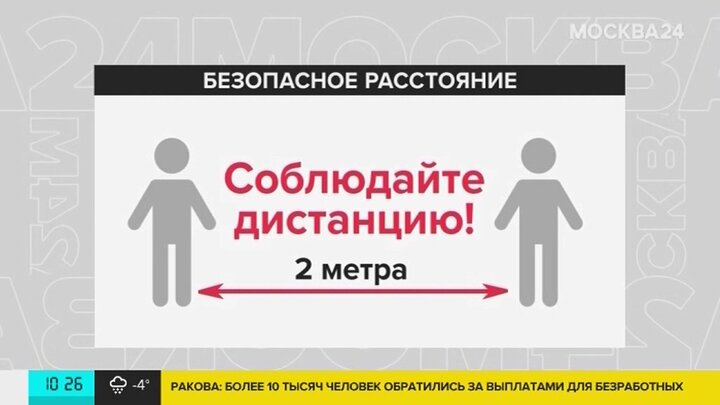 МОСКВА24
БЕЗОПАСНОЕ РАССТОЯНИЕ
Соблюдайте
дистанцию!
2 метра
10 26
-4°
РАКОВА: БОЛЕЕ 10 ТЫСЯЧ ЧЕЛОВЕК ОБРАТИЛИСЬ ЗА ВЫПЛАТАМИ ДЛЯ БЕЗРАБОТНЫХ